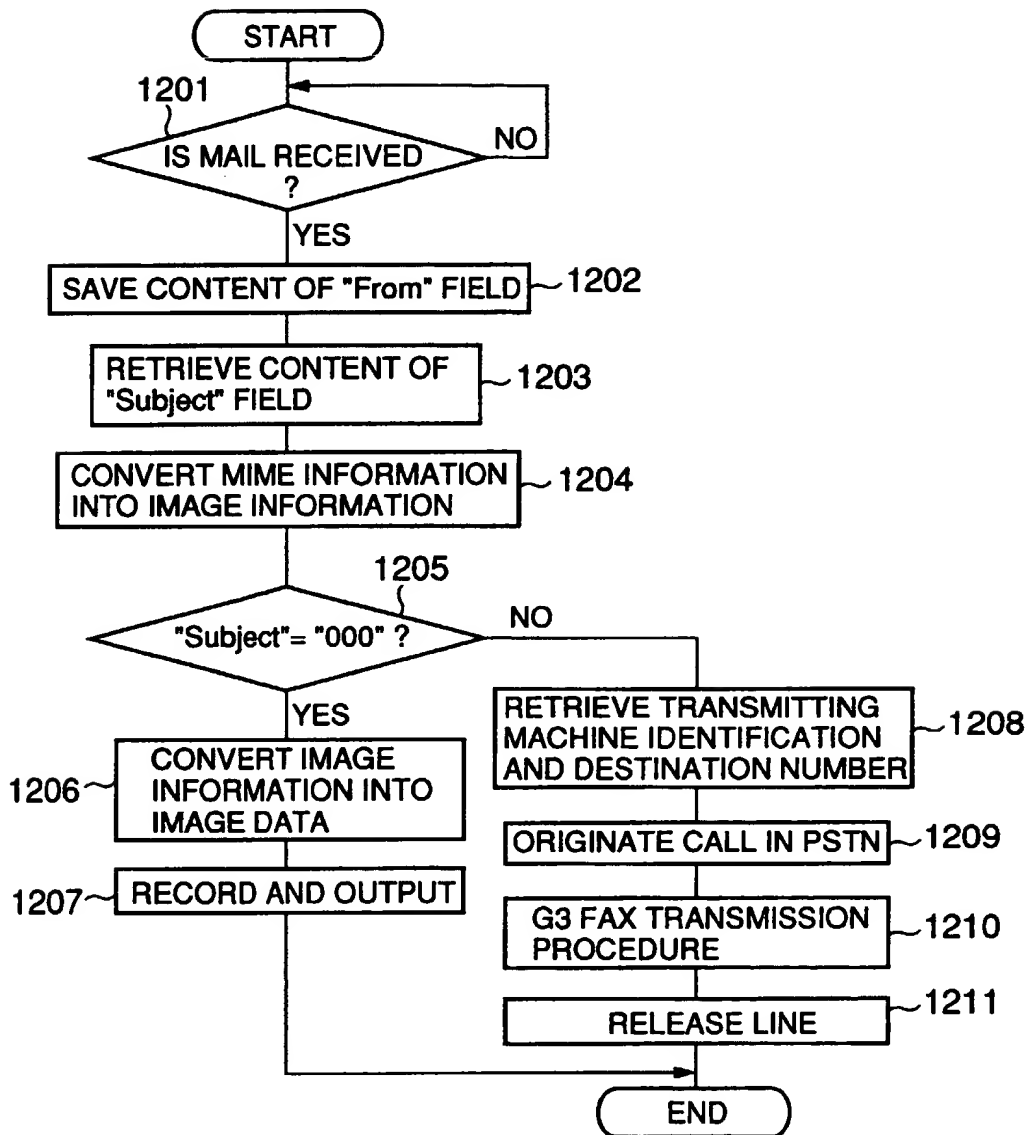 START
1201
NO
IS MAIL RECEIVED
?
YES
SAVE CONTENT OF "From" FIELD
1202
RETRIEVE CONTENT OF
"Subject" FIELD
1203
CONVERT MIME INFORMATION
INTO IMAGE INFORMATION
1204
1205
"Subject"= "000" ?
NO
YES
CONVERT IMAGE
INFORMATION INTO
IMAGE DATA
1206
RECORD AND OUTPUT
1207
RETRIEVE TRANSMITTING
MACHINE IDENTIFICATION
AND DESTINATION NUMBER
1208
ORIGINATE CALL IN PSTN
1209
G3 FAX TRANSMISSION
PROCEDURE
1210
RELEASE LINE
1211
END